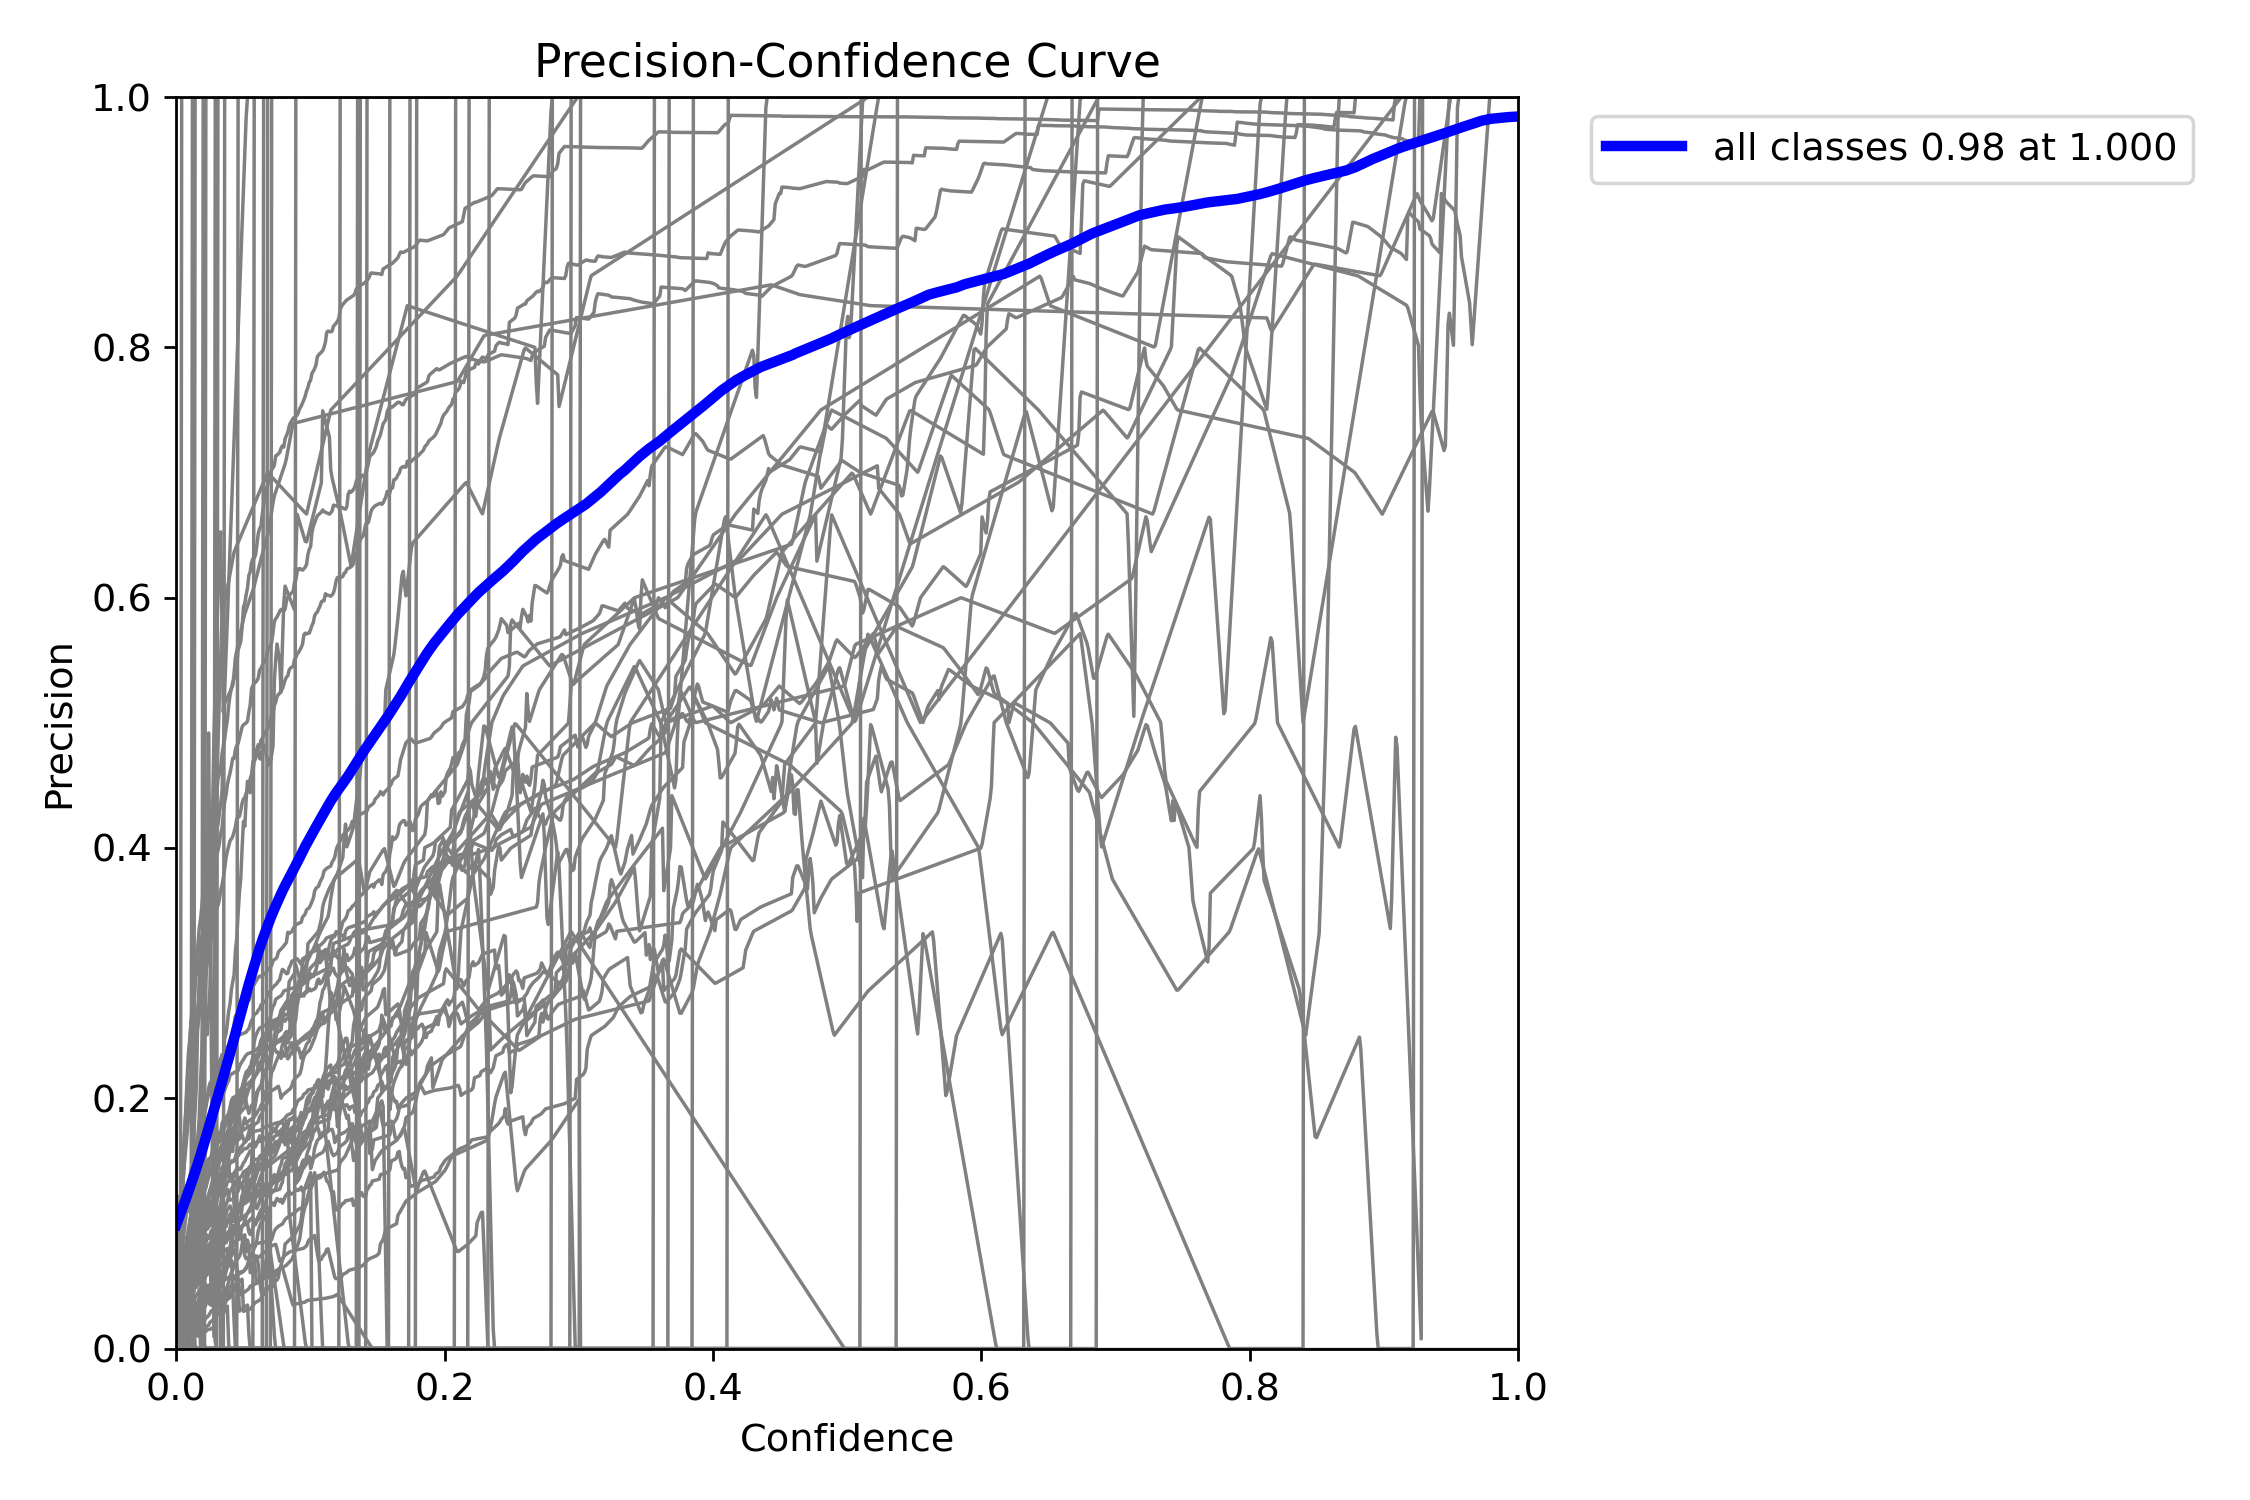 Precision-Confidence Curve
all classes 0.98 at 1.000
Precision
1.0
0.8
0.6
0.4
0.2
0.0
0.0 0.2 0.4 0.6 0.8 1.0
Confidence